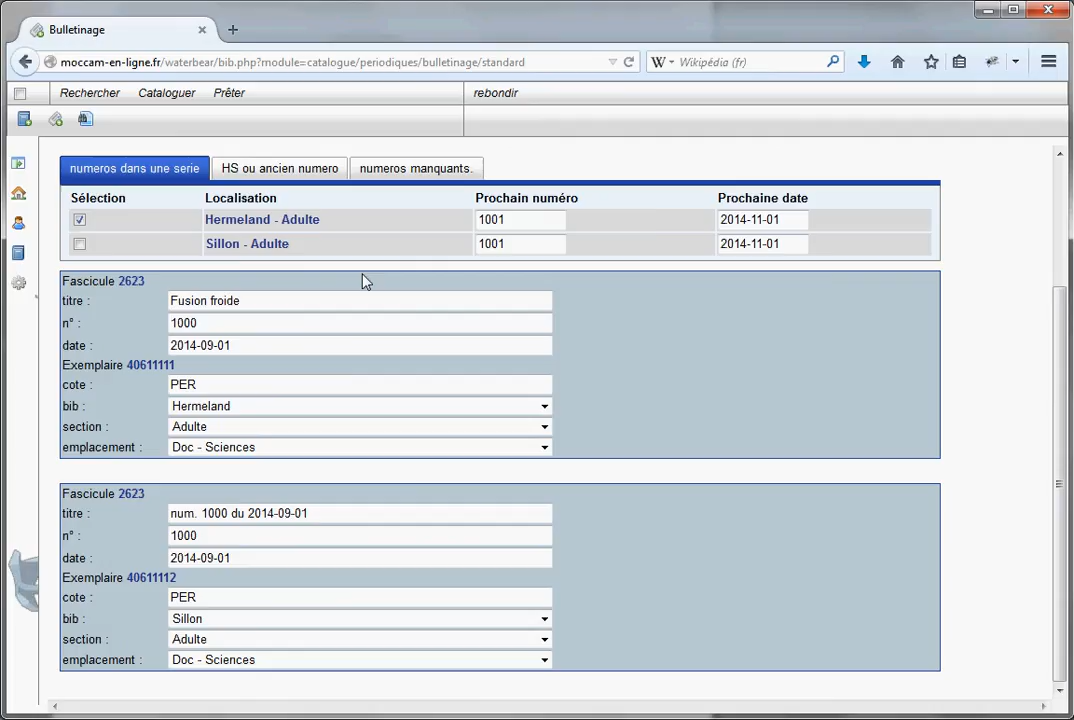 Bulletinage
moccam-en-ligne.fr/waterbear/bib.php?module=catalogue/periodiques/bulletinage/standard
W Wikipédia (fr)
Rechercher Cataloguer Prêter rebondir
numeros dans une serie HS ou ancien numero numeros manquants.
Sélection Localisation Prochain numéro Prochaine date
Hermeland - Adulte 1001 2014-11-01
Sillon - Adulte 1001 2014-11-01
Fascicule 2623
titre : Fusion froide
n° : 1000
date : 2014-09-01
Exemplaire 40611111
cote : PER
bib : Hermeland
section : Adulte
emplacement : Doc - Sciences
Fascicule 2623
titre : num. 1000 du 2014-09-01
n° : 1000
date : 2014-09-01
Exemplaire 40611112
cote : PER
bib : Sillon
section : Adulte
emplacement : Doc - Sciences